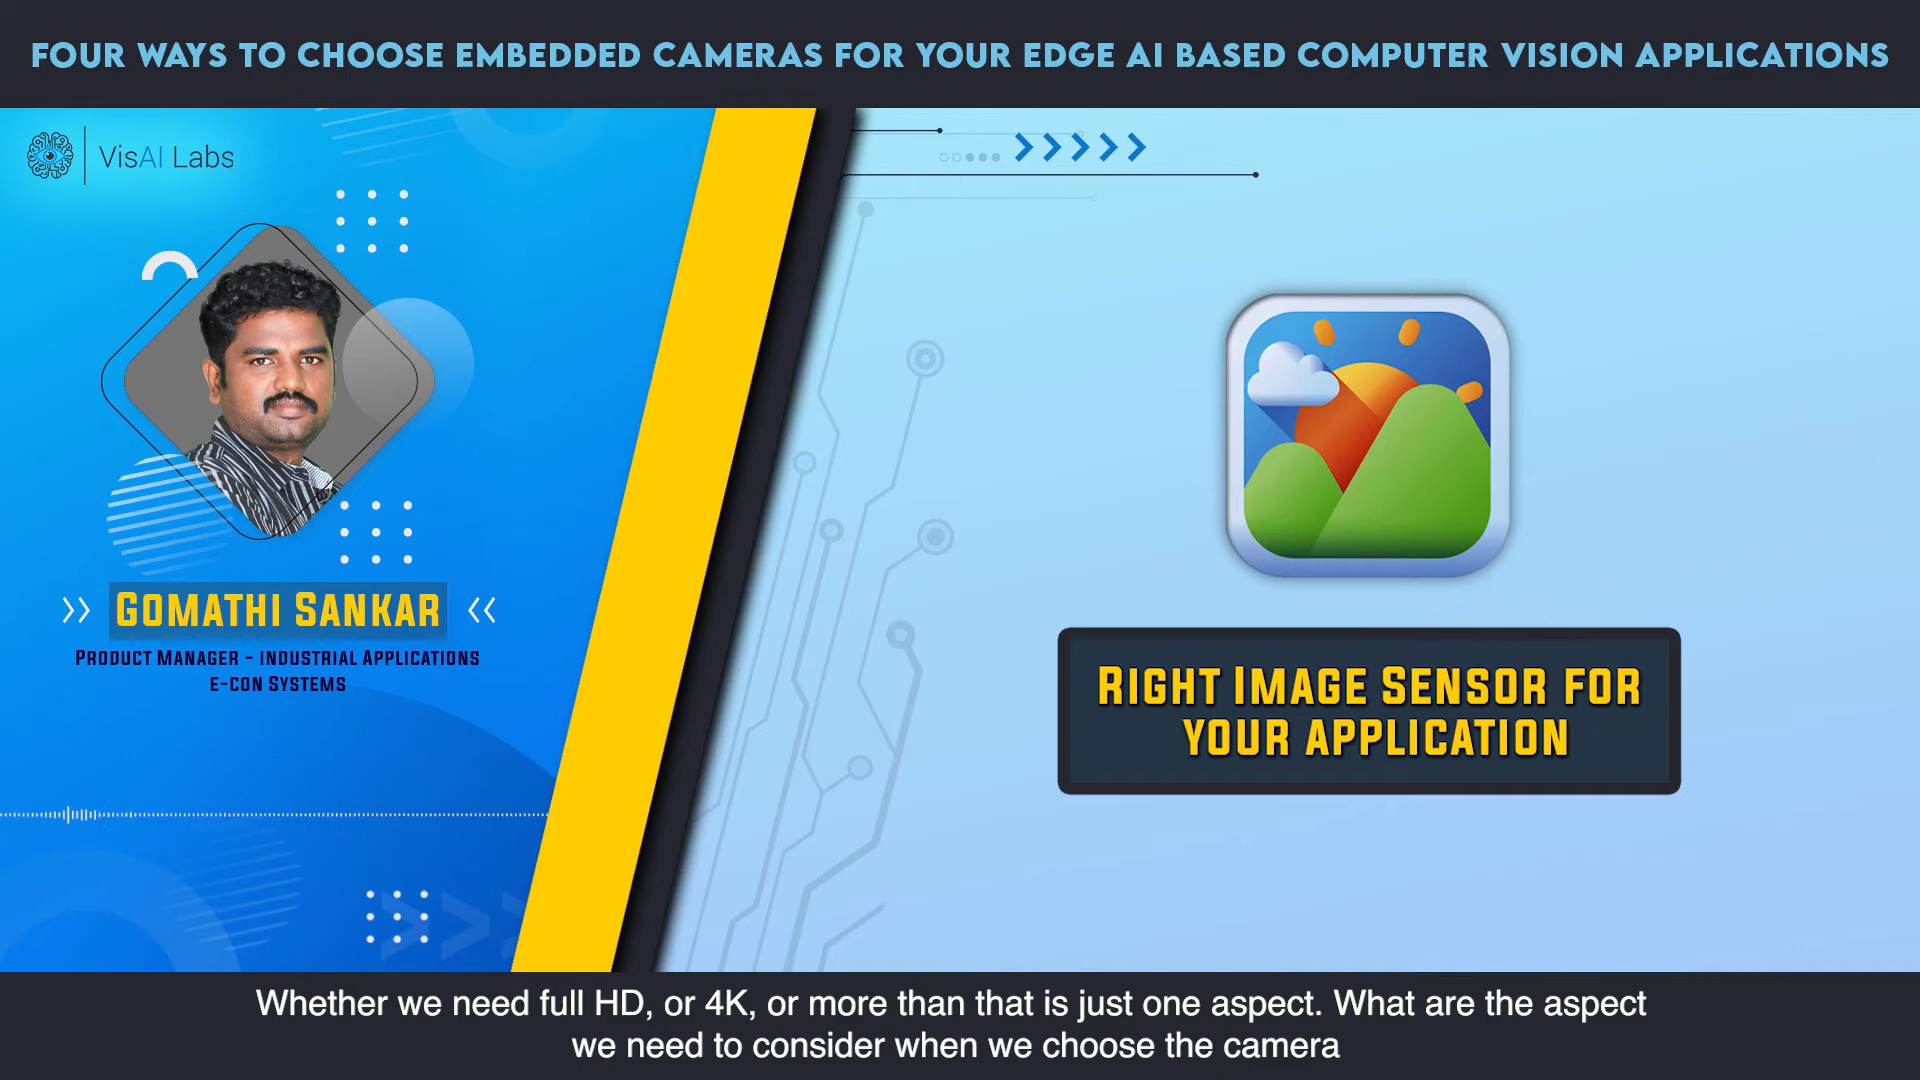 FOUR WAYS TO CHOOSE EMBEDDED CAMERAS FOR YOUR EDGE AI BASED COMPUTER VISION APPLICATIONS
VisAI Labs
GOMATHI SANKAR
PRODUCT MANAGER - INDUSTRIAL APPLICATIONS
E-CON SYSTEMS
RIGHT IMAGE SENSOR FOR
YOUR APPLICATION
Whether we need full HD, or 4K, or more than that is just one aspect. What are the aspect
we need to consider when we choose the camera